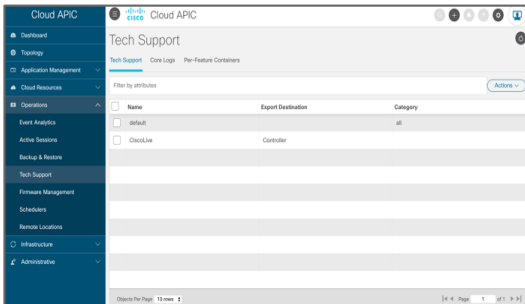 Cloud APIC
Cisco Cloud APIC
Dashboard
Topology
Application Management
Cloud Resources
Operations
Event Analytics
Active Sessions
Backup & Restore
Tech Support
Firmware Management
Schedulers
Remote Locations
Infrastructure
Administrative
Tech Support
Tech Support Core Logs Per-Feature Containers
Filter by attributes
Actions
Name Export Destination Category
default all
CiscoLive Controller
Objects Per Page 10 rows Page 1 of 1